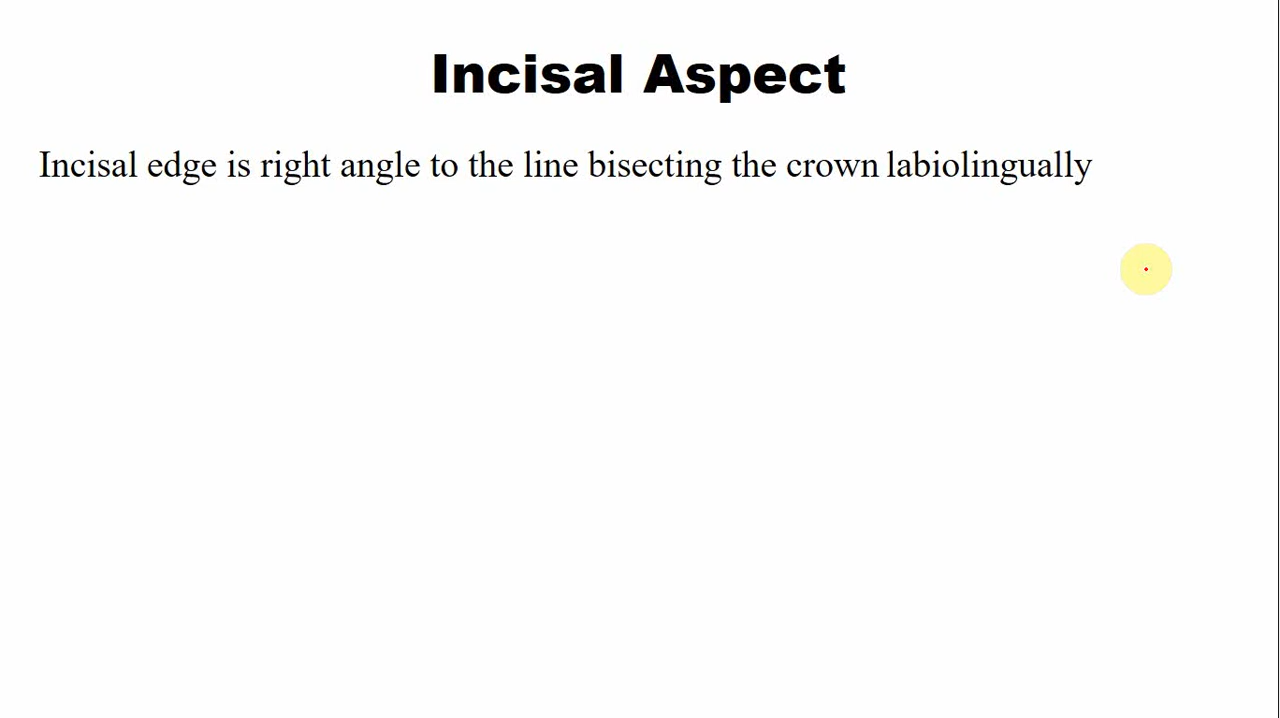 Incisal Aspect
Incisal edge is right angle to the line bisecting the crown labiolingually